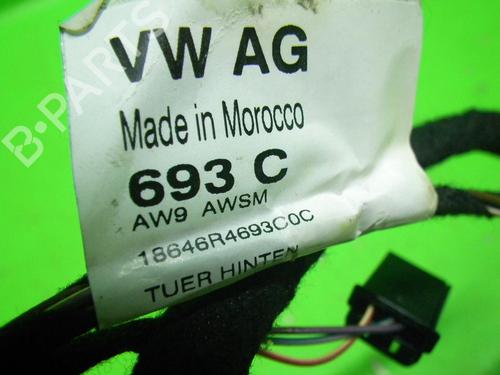 VW AG
Made in Morocco
693 C
AW9 AWSM
18646R4693C0C
TUER HINTEN
B-PARTS